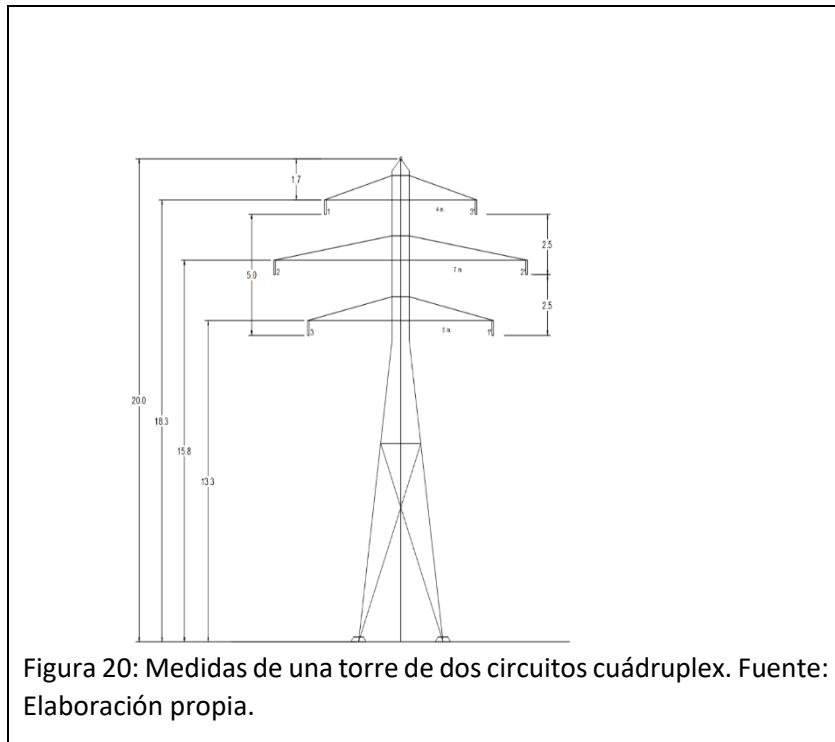 1.7
1
4 m.
3'
2.5
5.0
2
7 m
2'
2.5
3
5 m.
1'
20.0
18.3
15.8
13.3
Figura 20: Medidas de una torre de dos circuitos cuádruplex. Fuente:
Elaboración propia.